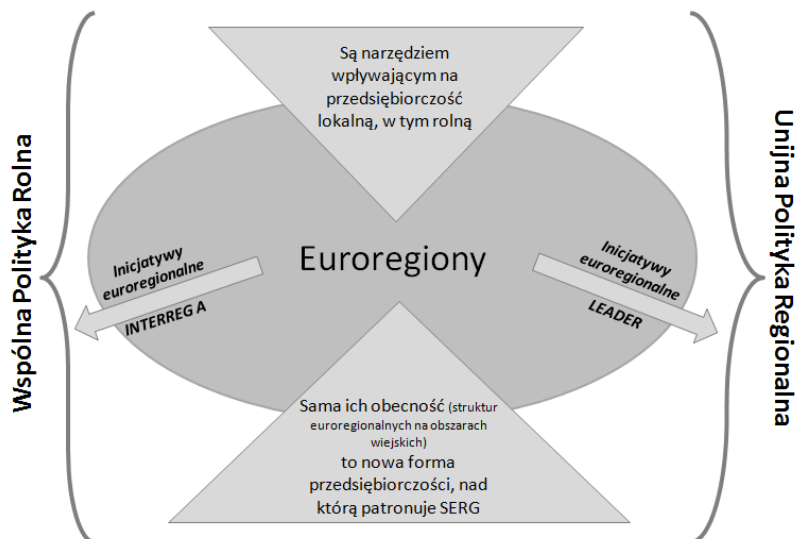 Są narzędziem
wpływającym na
przedsiębiorczość
lokalną, w tym rolną
Wspólna Polityka Rolna
Unijna Polityka Regionalna
Euroregiony
Inicjatywy
euroregionalne
INTERREG A
Inicjatywy
euroregionalne
LEADER
Sama ich obecność (struktur
euroregionalnych na obszarach
wiejskich)
to nowa forma
przedsiębiorczości, nad
którą patronuje SERG